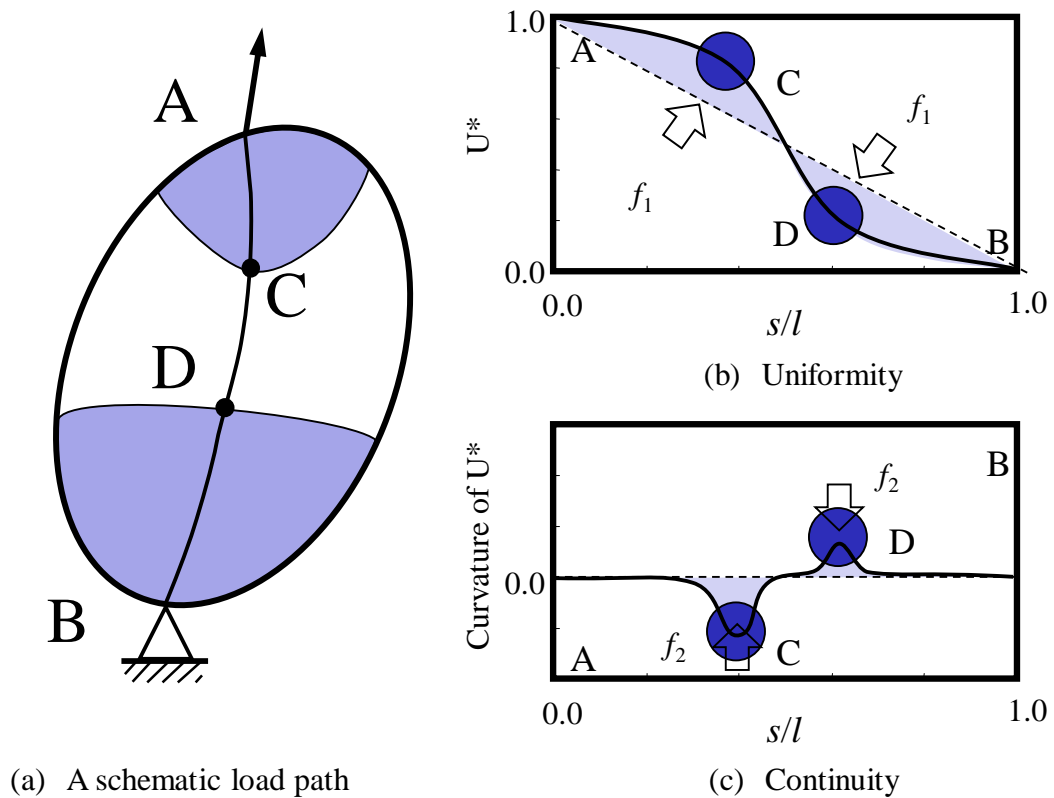 A
C
D
B
(a) A schematic load path
1.0
A
C
f1
U*
f1
D
B
0.0
0.0
1.0
s/l
(b) Uniformity
B
f2
D
Curvature of U*
0.0
f2
C
A
0.0
1.0
s/l
(c) Continuity